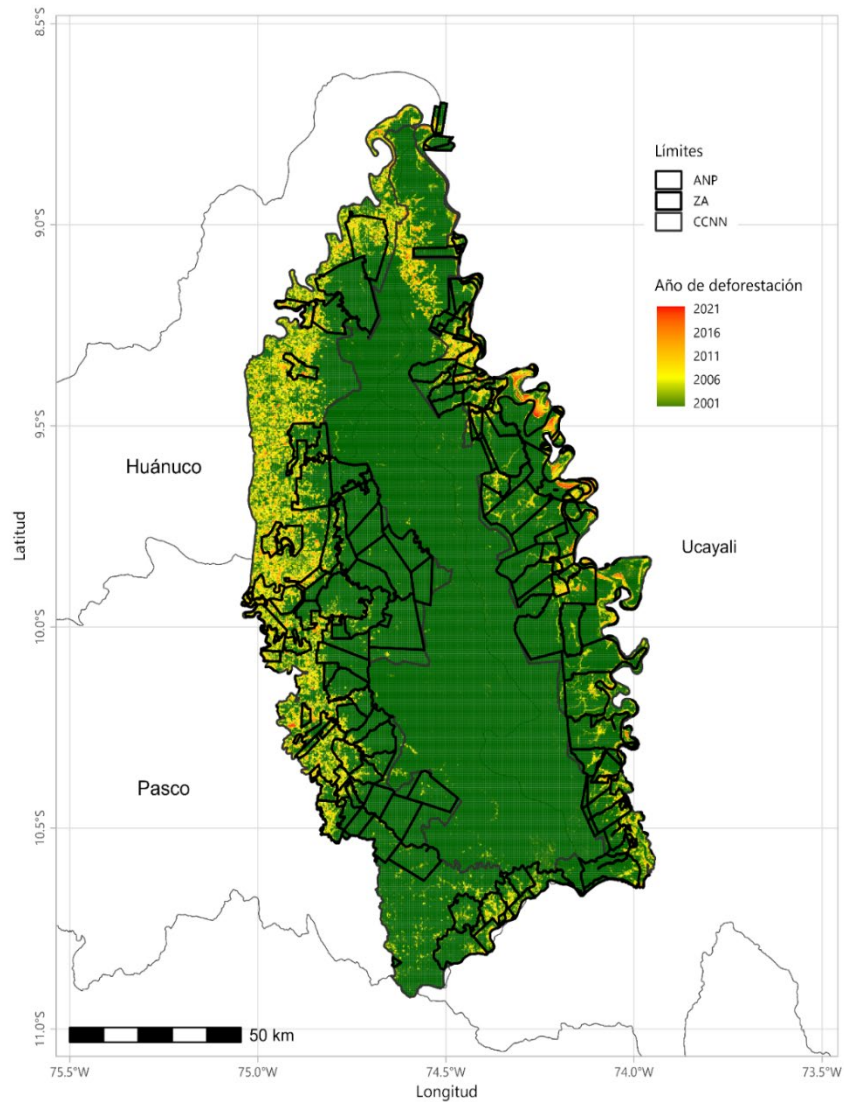 8.5°S
9.0°S
9.5°S
10.0°S
10.5°S
11.0°S
Latitud
Límites
ANP
ZA
CCNN
Año de deforestación
2021
2016
2011
2006
2001
Huánuco
Ucayali
Pasco
50 km
75.5°W
75.0°W
74.5°W
74.0°W
73.5°W
Longitud